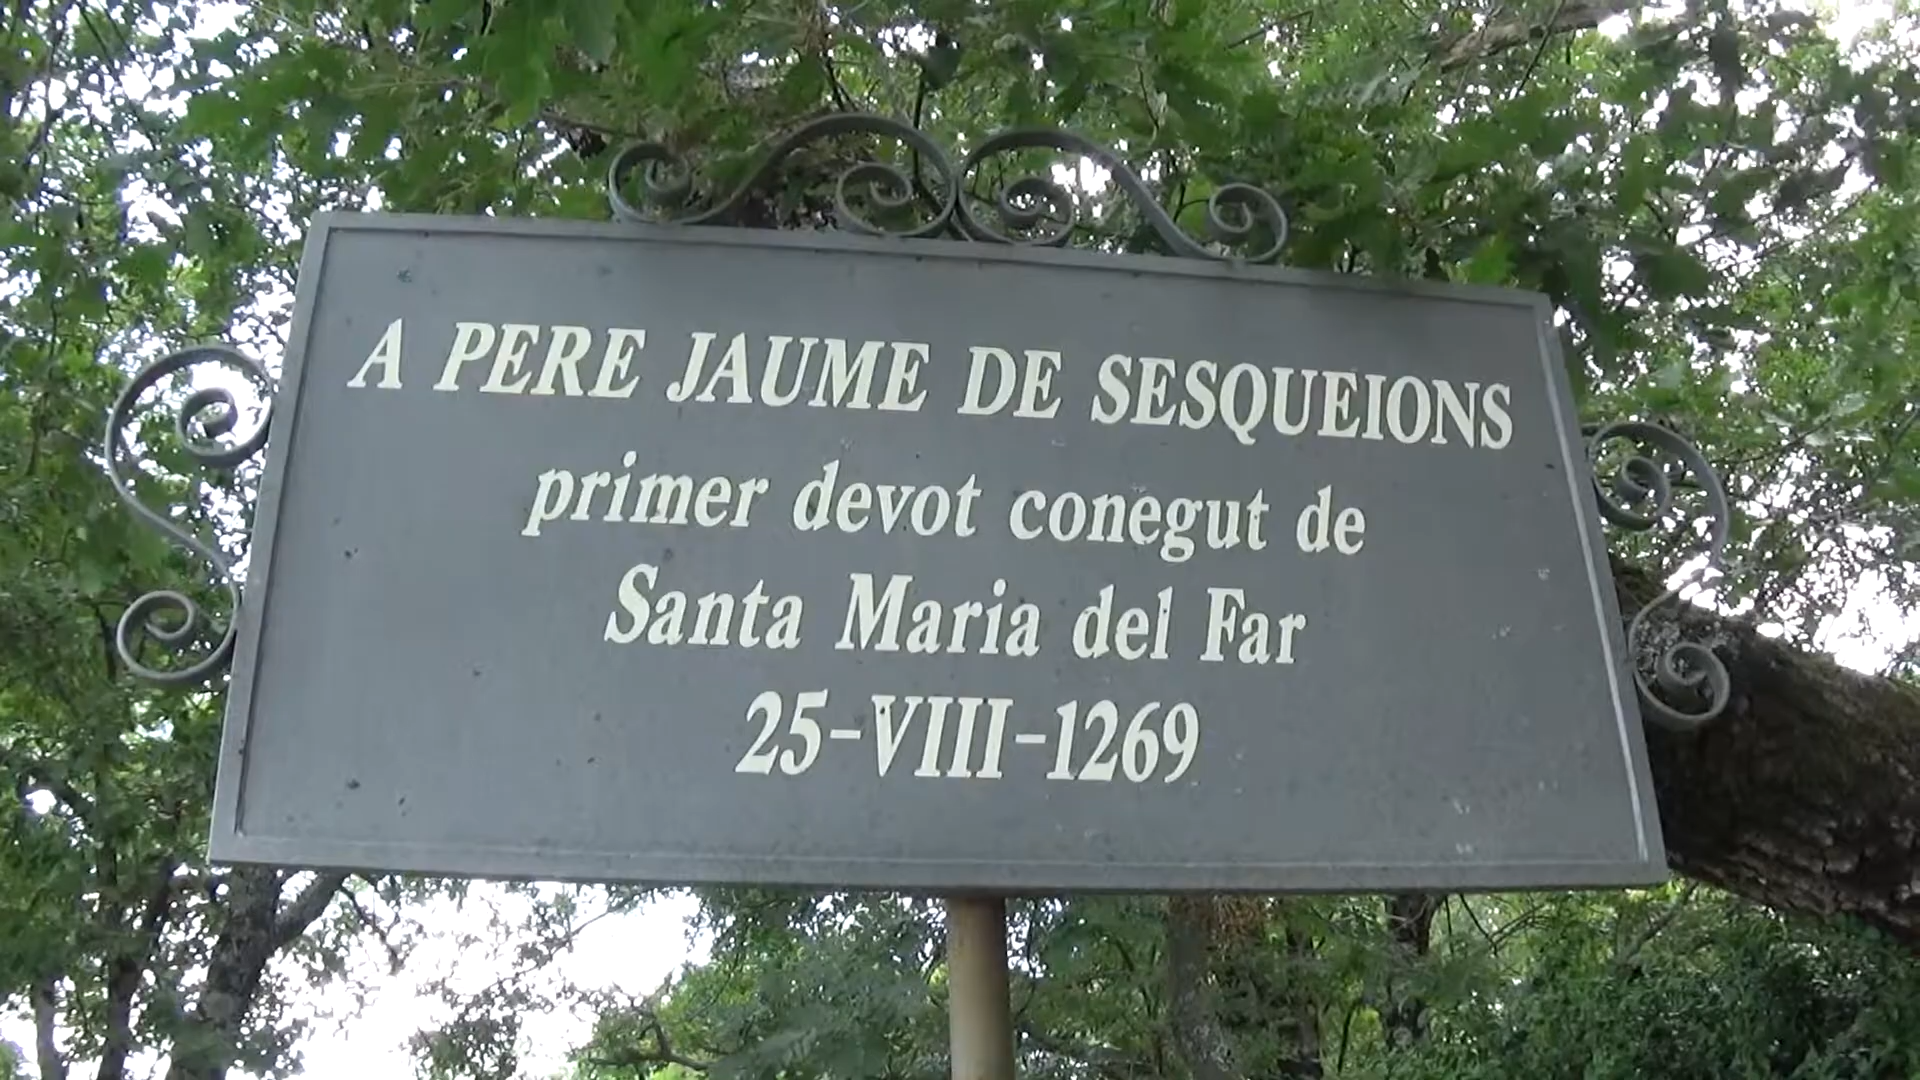 A PERE JAUME DE SESQUEIONS
primer devot conegut de
Santa Maria del Far
25-VIII-1269